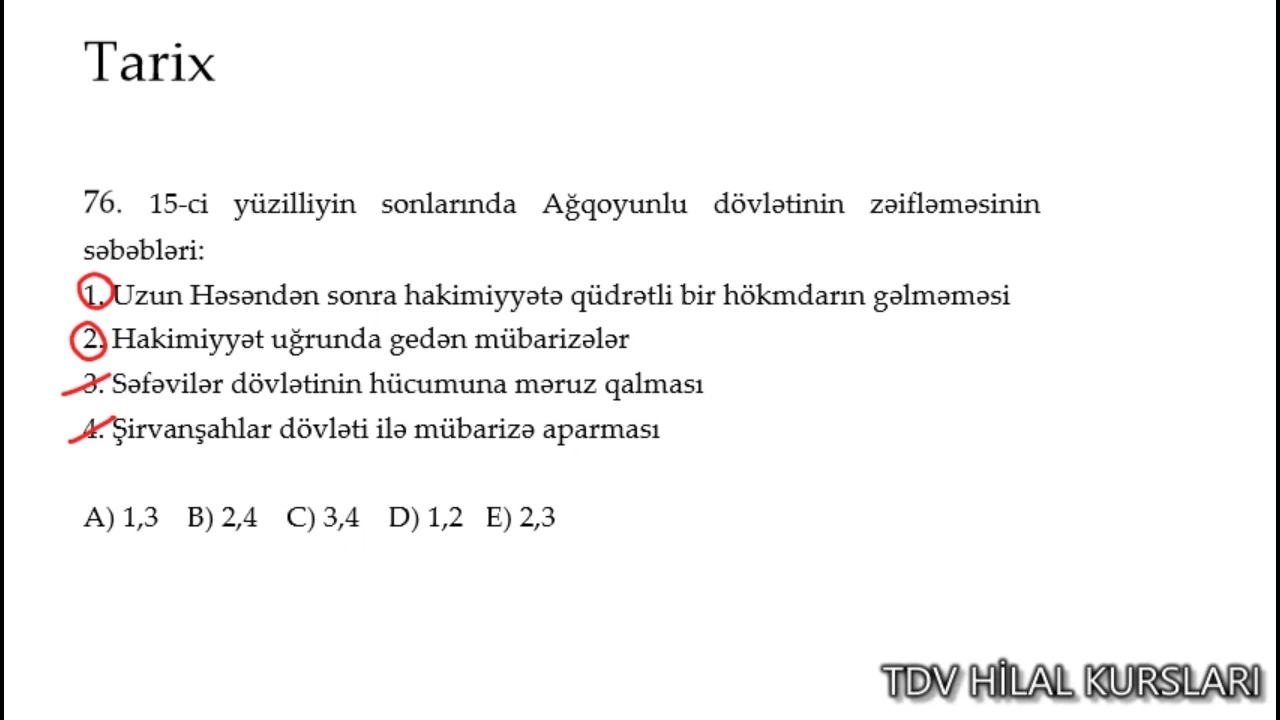 Tarix
76. 15-ci yüzilliyin sonlarında Ağqoyunlu dövlətinin zəifləməsinin
səbəbləri:
1. Uzun Həsəndən sonra hakimiyyətə qüdrətli bir hökmdarın gəlməməsi
2. Hakimiyyət uğrunda gedən mübarizələr
3. Səfəvilər dövlətinin hücumuna məruz qalması
4. Şirvanşahlar dövləti ilə mübarizə aparması
A) 1,3 B) 2,4 C) 3,4 D) 1,2 E) 2,3
TDV HİLAL KURSLARI